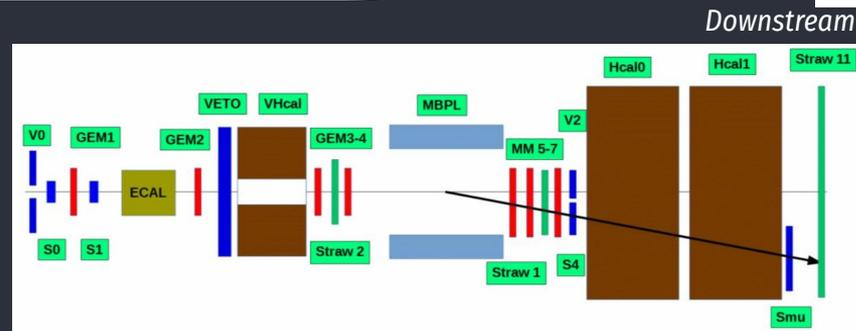 Downstream
V0
GEM1
GEM2
VETO
VHcal
GEM3-4
MBPL
MM 5-7
V2
Hcal0
Hcal1
Straw 11
ECAL
S0
S1
Straw 2
Straw 1
S4
Smu